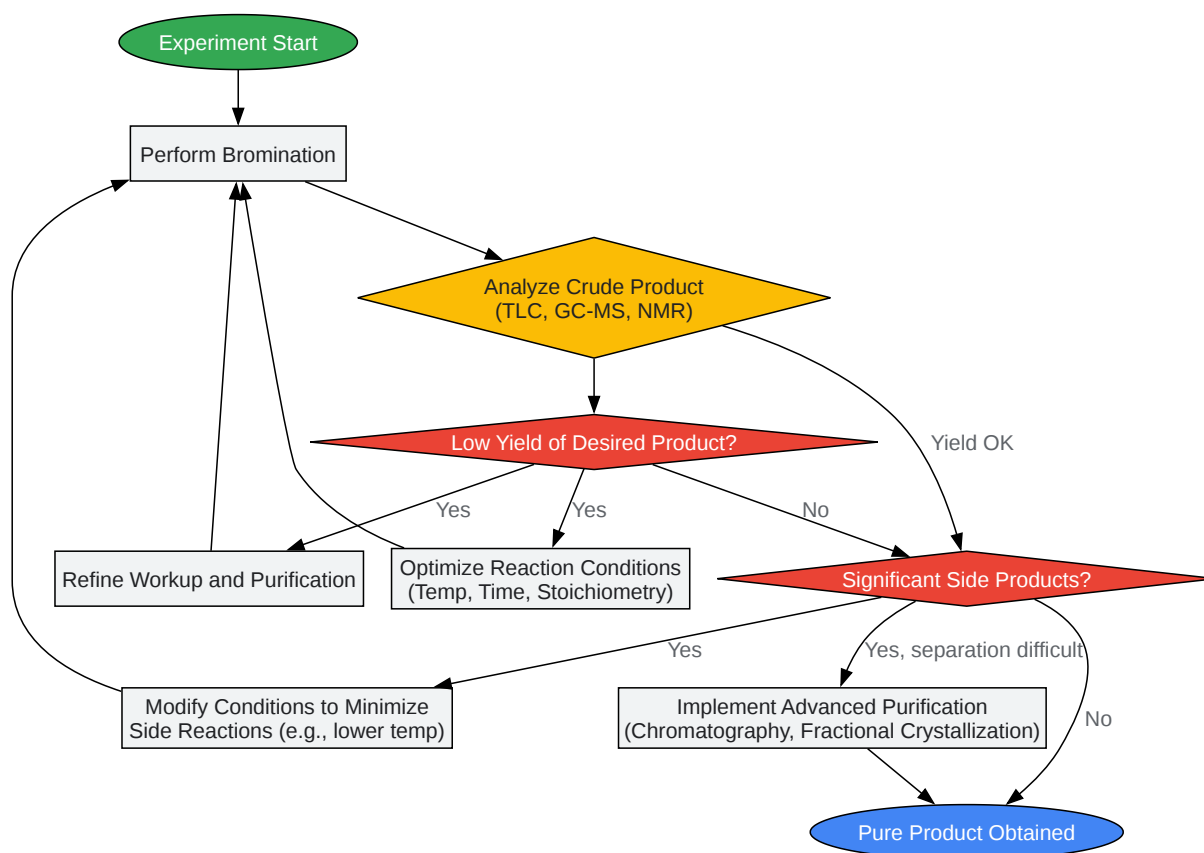 Experiment Start
Perform Bromination
Analyze Crude Product
(TLC, GC-MS, NMR)
Low Yield of Desired Product?
Yield OK
Yes
Yes
No
Refine Workup and Purification
Optimize Reaction Conditions
(Temp, Time, Stoichiometry)
Significant Side Products?
Yes
Yes, separation difficult
No
Modify Conditions to Minimize
Side Reactions (e.g., lower temp)
Implement Advanced Purification
(Chromatography, Fractional Crystallization)
Pure Product Obtained